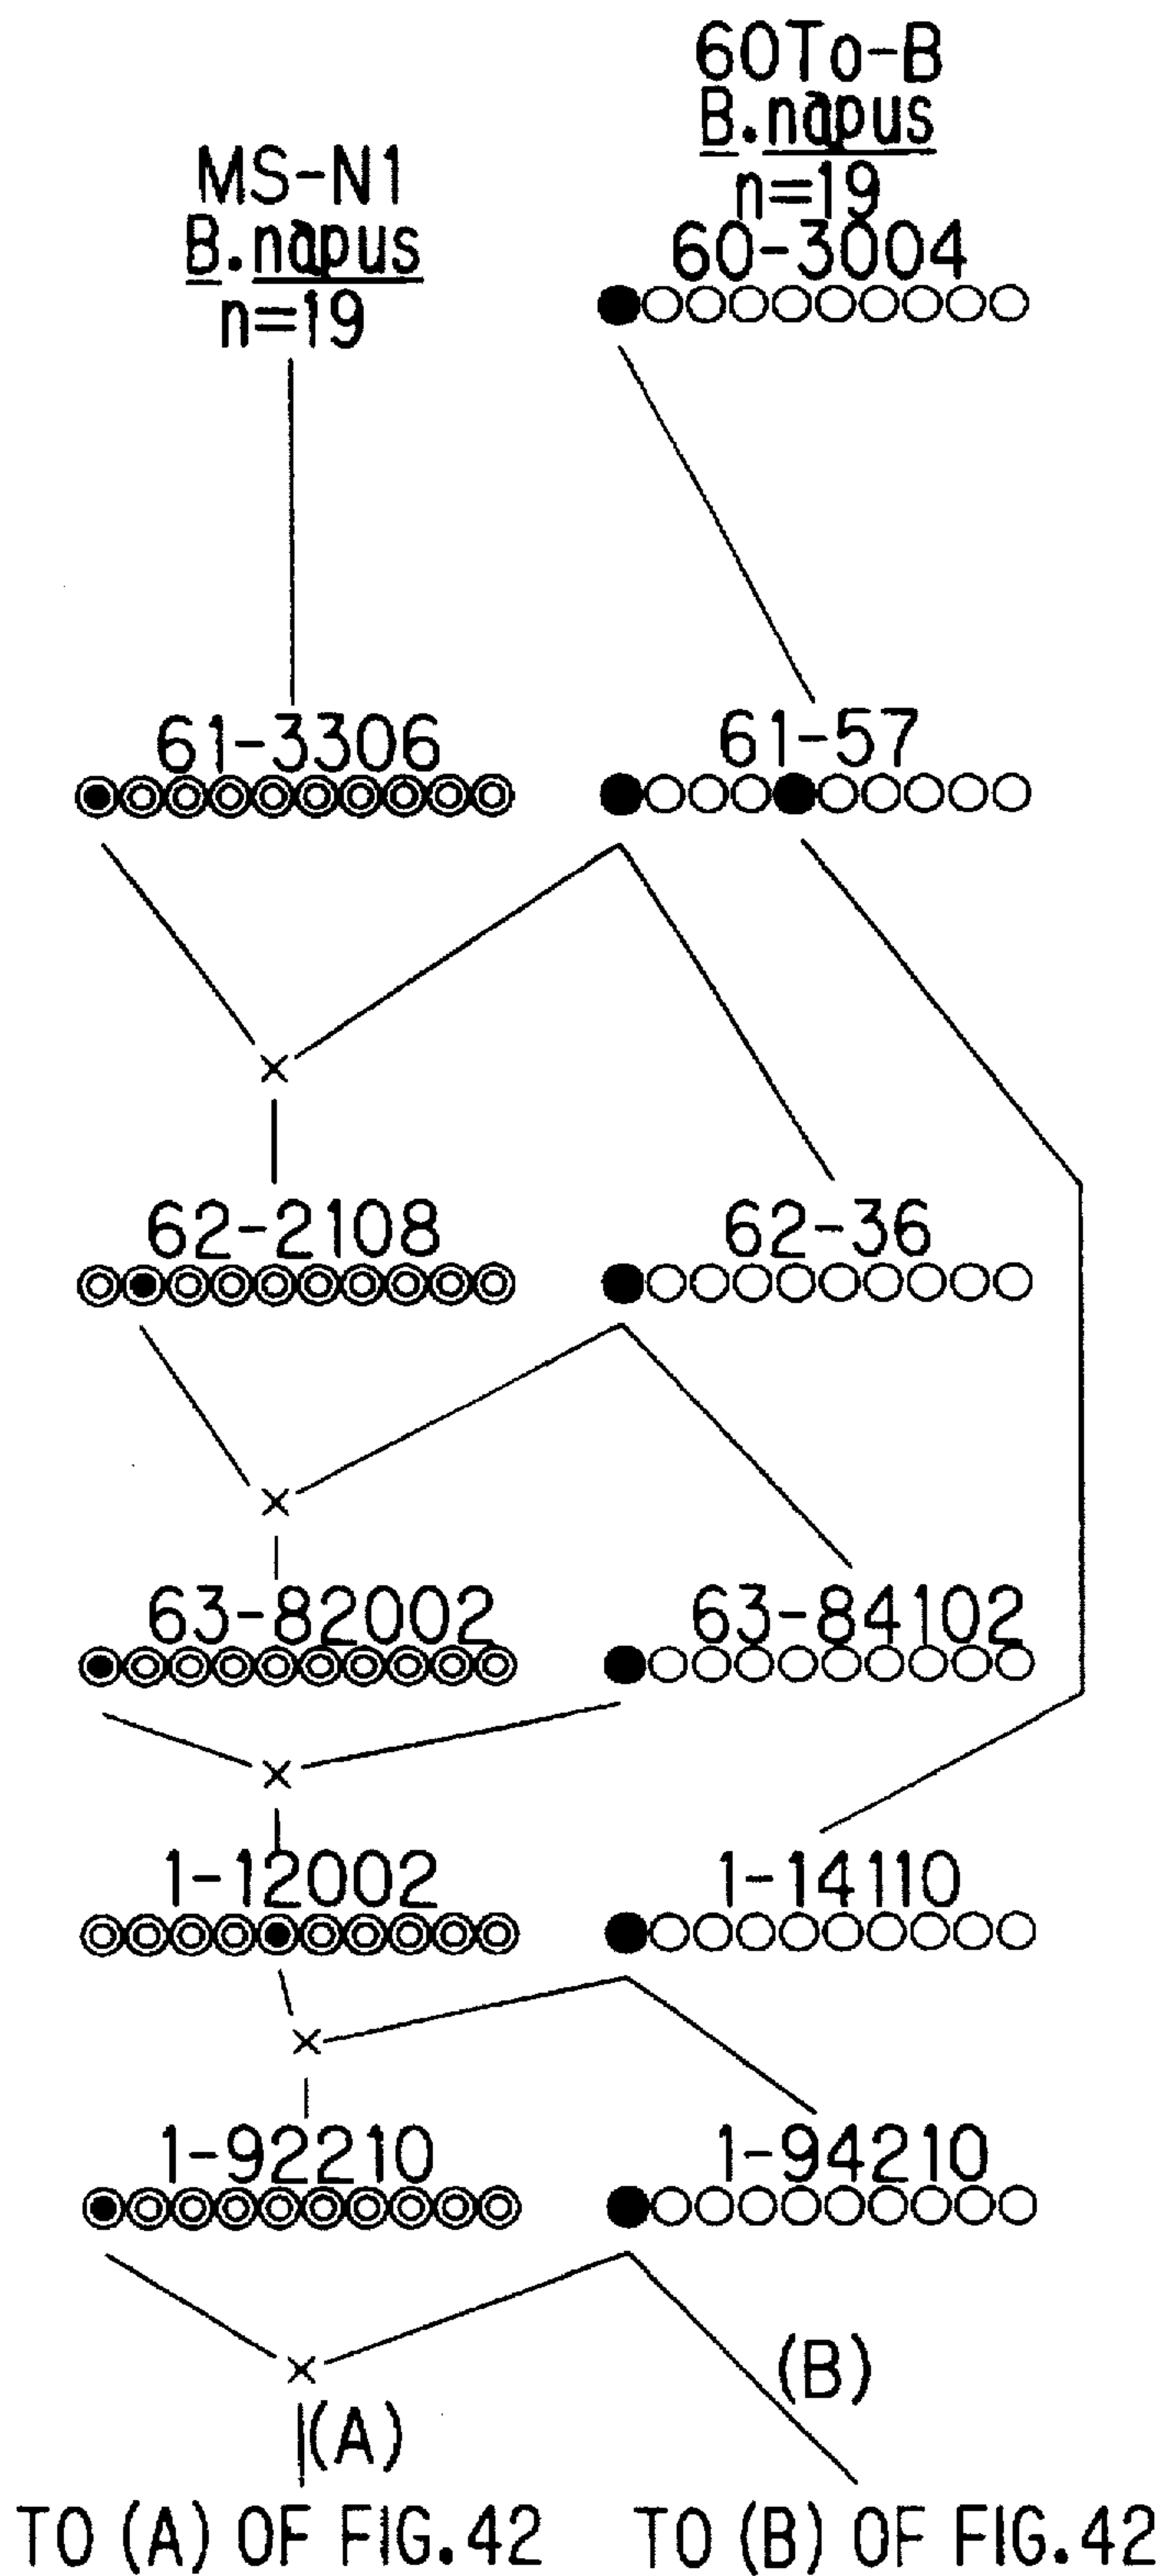 60To-B
B.napus
n=19
60-3004
MS-N1
B.napus
n=19
61-3306
61-57
×
62-2108
62-36
×
63-82002
63-84102
×
1-12002
1-14110
×
1-92210
1-94210
×
(A)
(B)
TO (A) OF FIG.42
TO (B) OF FIG.42